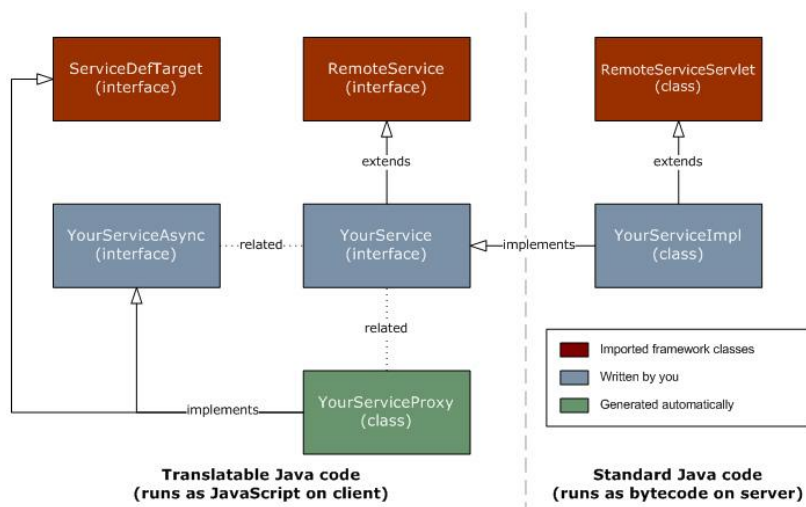 ServiceDefTarget
(interface)
RemoteService
(interface)
RemoteServiceServlet
(class)
extends
extends
YourServiceAsync
(interface)
related
YourService
(interface)
implements
YourServiceImpl
(class)
related
Imported framework classes
Written by you
Generated automatically
implements
YourServiceProxy
(class)
Translatable Java code
(runs as JavaScript on client)
Standard Java code
(runs as bytecode on server)